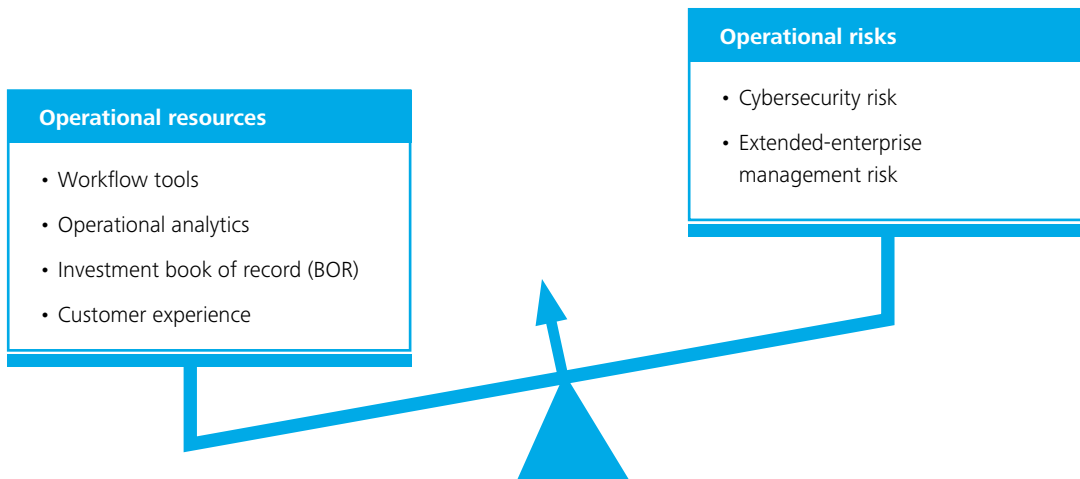 Operational resources
• Workflow tools
• Operational analytics
• Investment book of record (BOR)
• Customer experience
Operational risks
• Cybersecurity risk
• Extended-enterprise
management risk